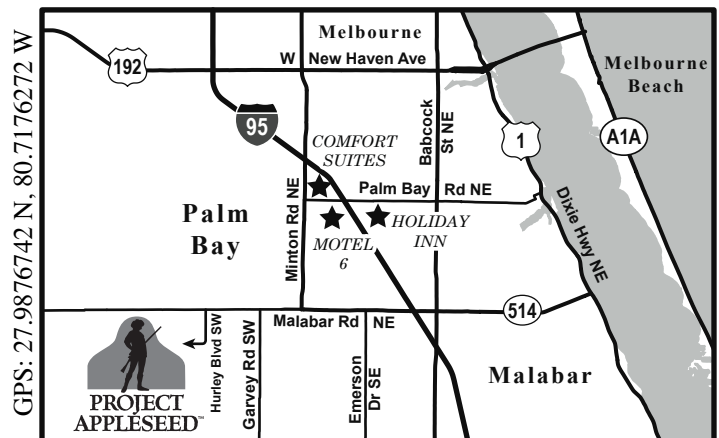 GPS: 27.9876742 N, 80.7176272 W
Melbourne
192
W New Haven Ave
Melbourne
Beach
95
COMFORT
SUITES
Babcock
St NE
1
A1A
Palm Bay Rd NE
Palm
Bay
Minton Rd NE
MOTEL
6
HOLIDAY
INN
Dixie Hwy NE
514
Malabar Rd NE
Hurley Blvd SW
Garvey Rd SW
Emerson
Dr SE
Malabar
PROJECT
APPLESEED™